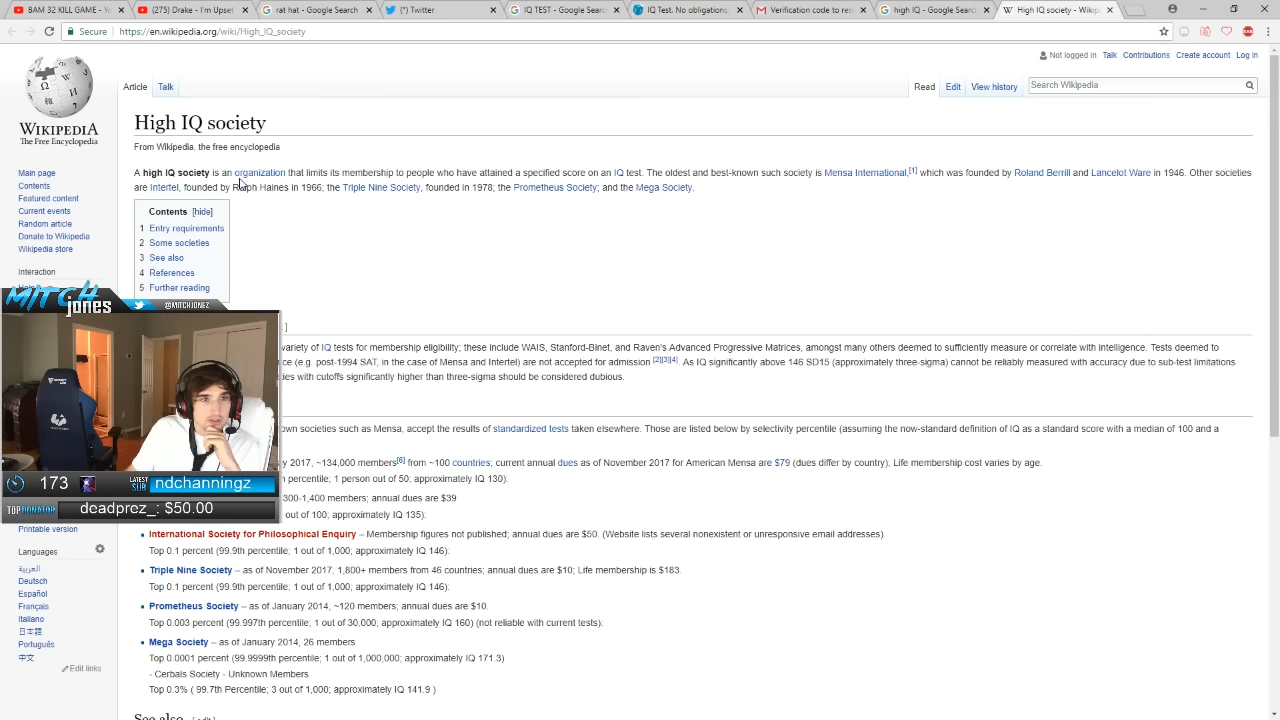 BAM 32 KILL GAME -
(275) Drake - I'm Upset
rat hat - Google Search
(*) Twitter
IQ TEST - Google Search
IQ Test. No obligations,
Verification code to res
high IQ - Google Search
High IQ society - Wikip
Secure
https://en.wikipedia.org/wiki/High_IQ_society
Not logged in Talk Contributions Create account Log in
Article Talk
Read Edit View history
Search Wikipedia
WIKIPEDIA
The Free Encyclopedia
High IQ society
From Wikipedia, the free encyclopedia
A high IQ society is an organization that limits its membership to people who have attained a specified score on an IQ test. The oldest and best-known such society is Mensa International,[1] which was founded by Roland Berrill and Lancelot Ware in 1946. Other societies
are Intertel, founded by Ralph Haines in 1966; the Triple Nine Society, founded in 1978; the Prometheus Society; and the Mega Society.
Main page
Contents
Featured content
Current events
Random article
Donate to Wikipedia
Wikipedia store
Interaction
Contents [hide]
1 Entry requirements
2 Some societies
3 See also
4 References
5 Further reading
MITCH
jones
@MITCHJONEZ
]
variety of IQ tests for membership eligibility; these include WAIS, Stanford-Binet, and Raven's Advanced Progressive Matrices, amongst many others deemed to sufficiently measure or correlate with intelligence. Tests deemed to
ce (e.g. post-1994 SAT, in the case of Mensa and Intertel) are not accepted for admission [2][3][4]. As IQ significantly above 146 SD15 (approximately three-sigma) cannot be reliably measured with accuracy due to sub-test limitations
ies with cutoffs significantly higher than three-sigma should be considered dubious.
own societies such as Mensa, accept the results of standardized tests taken elsewhere. Those are listed below by selectivity percentile (assuming the now-standard definition of IQ as a standard score with a median of 100 and a
y 2017, ~134,000 members[6] from ~100 countries; current annual dues as of November 2017 for American Mensa are $79 (dues differ by country); Life membership cost varies by age.
h percentile; 1 person out of 50, approximately IQ 130):
300-1,400 members; annual dues are $39
out of 100; approximately IQ 135):
173
LATEST SUB
ndchanningz
TOP DONATOR
deadprez_: $50.00
Printable version
Languages
العربية
Deutsch
Español
Français
Italiano
日本語
Português
中文
Edit links
• International Society for Philosophical Enquiry – Membership figures not published; annual dues are $50. (Website lists several nonexistent or unresponsive email addresses).
Top 0.1 percent (99.9th percentile; 1 out of 1,000; approximately IQ 146):
• Triple Nine Society – as of November 2017, 1,800+ members from 46 countries; annual dues are $10; Life membership is $183.
Top 0.1 percent (99.9th percentile; 1 out of 1,000; approximately IQ 146):
• Prometheus Society – as of January 2014, ~120 members; annual dues are $10.
Top 0.003 percent (99.997th percentile; 1 out of 30,000; approximately IQ 160) (not reliable with current tests):
• Mega Society – as of January 2014, 26 members
Top 0.0001 percent (99.9999th percentile; 1 out of 1,000,000; approximately IQ 171.3)
- Cerbals Society - Unknown Members
Top 0.3% ( 99.7th Percentile; 3 out of 1,000; approximately IQ 141.9 )
See also [ edit ]